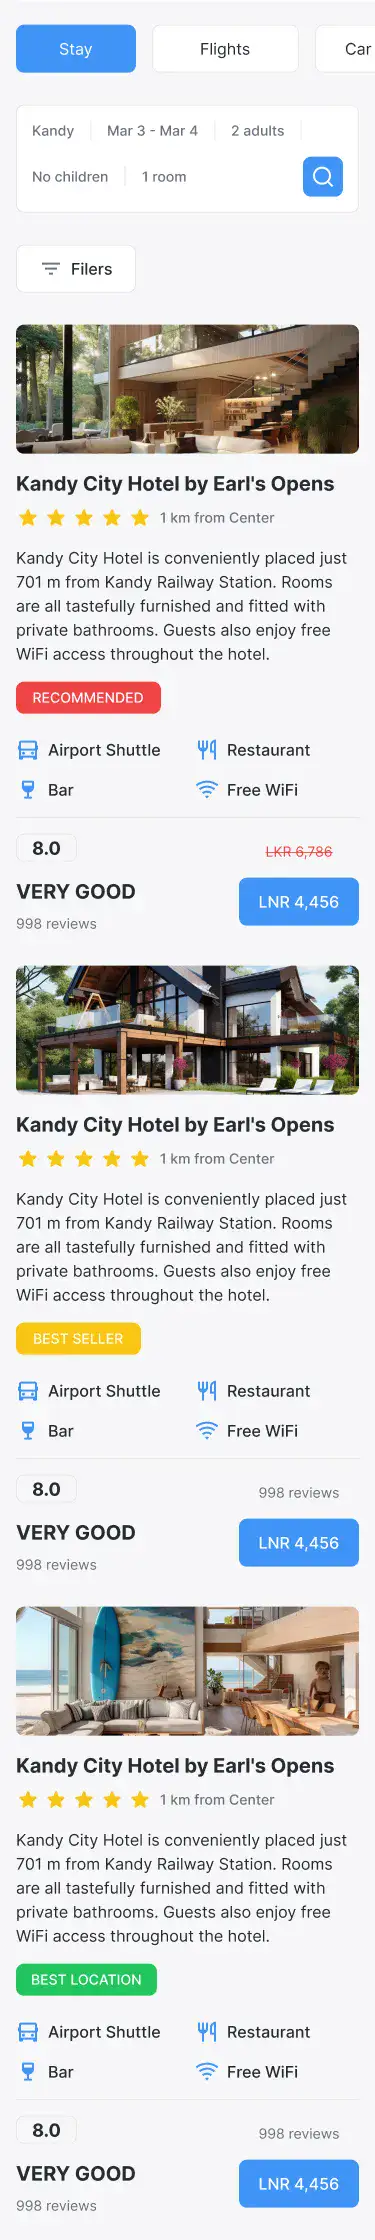 Stay
Flights
Car
Kandy
Mar 3 - Mar 4
2 adults
No children
1 room
Filers
Kandy City Hotel by Earl's Opens
1 km from Center
Kandy City Hotel is conveniently placed just
701 m from Kandy Railway Station. Rooms
are all tastefully furnished and fitted with
private bathrooms. Guests also enjoy free
WiFi access throughout the hotel.
RECOMMENDED
Airport Shuttle
Restaurant
Bar
Free WiFi
8.0
LKR 6,786
VERY GOOD
LNR 4,456
998 reviews
Kandy City Hotel by Earl's Opens
1 km from Center
Kandy City Hotel is conveniently placed just
701 m from Kandy Railway Station. Rooms
are all tastefully furnished and fitted with
private bathrooms. Guests also enjoy free
WiFi access throughout the hotel.
BEST SELLER
Airport Shuttle
Restaurant
Bar
Free WiFi
8.0
998 reviews
VERY GOOD
LNR 4,456
998 reviews
Kandy City Hotel by Earl's Opens
1 km from Center
Kandy City Hotel is conveniently placed just
701 m from Kandy Railway Station. Rooms
are all tastefully furnished and fitted with
private bathrooms. Guests also enjoy free
WiFi access throughout the hotel.
BEST LOCATION
Airport Shuttle
Restaurant
Bar
Free WiFi
8.0
998 reviews
VERY GOOD
LNR 4,456
998 reviews